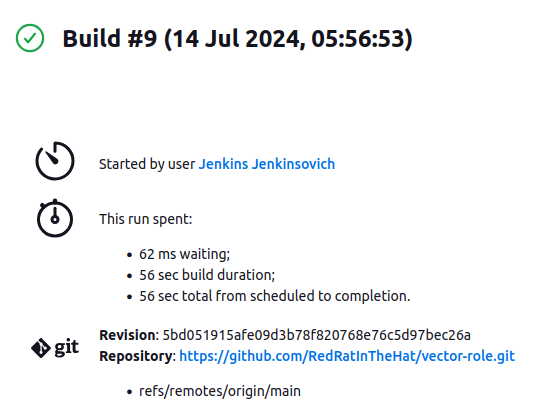 Build #9 (14 Jul 2024, 05:56:53)
Started by user Jenkins Jenkinsovich
This run spent:
• 62 ms waiting;
• 56 sec build duration;
• 56 sec total from scheduled to completion.
git
Revision: 5bd051915afe09d3b78f820768e76c5d97bec26a
Repository: https://github.com/RedRatInTheHat/vector-role.git
• refs/remotes/origin/main